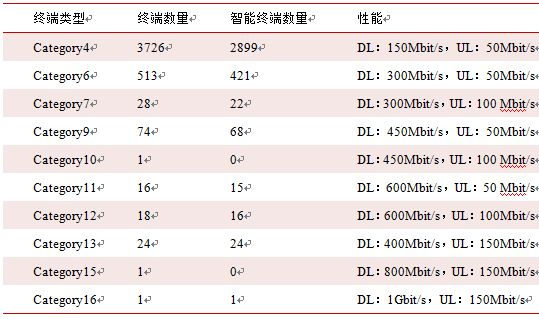 终端类型 终端数量 智能终端数量 性能
Category4 3726 2899 DL：150Mbit/s，UL：50Mbit/s
Category6 513 421 DL：300Mbit/s，UL：50Mbit/s
Category7 28 22 DL：300Mbit/s，UL：100 Mbit/s
Category9 74 68 DL：450Mbit/s，UL：50Mbit/s
Category10 1 0 DL：450Mbit/s，UL：100 Mbit/s
Category11 16 15 DL：600Mbit/s，UL：50 Mbit/s
Category12 18 16 DL：600Mbit/s，UL：100Mbit/s
Category13 24 24 DL：400Mbit/s，UL：150Mbit/s
Category15 1 0 DL：800Mbit/s，UL：150Mbit/s
Category16 1 1 DL：1Gbit/s，UL：150Mbit/s